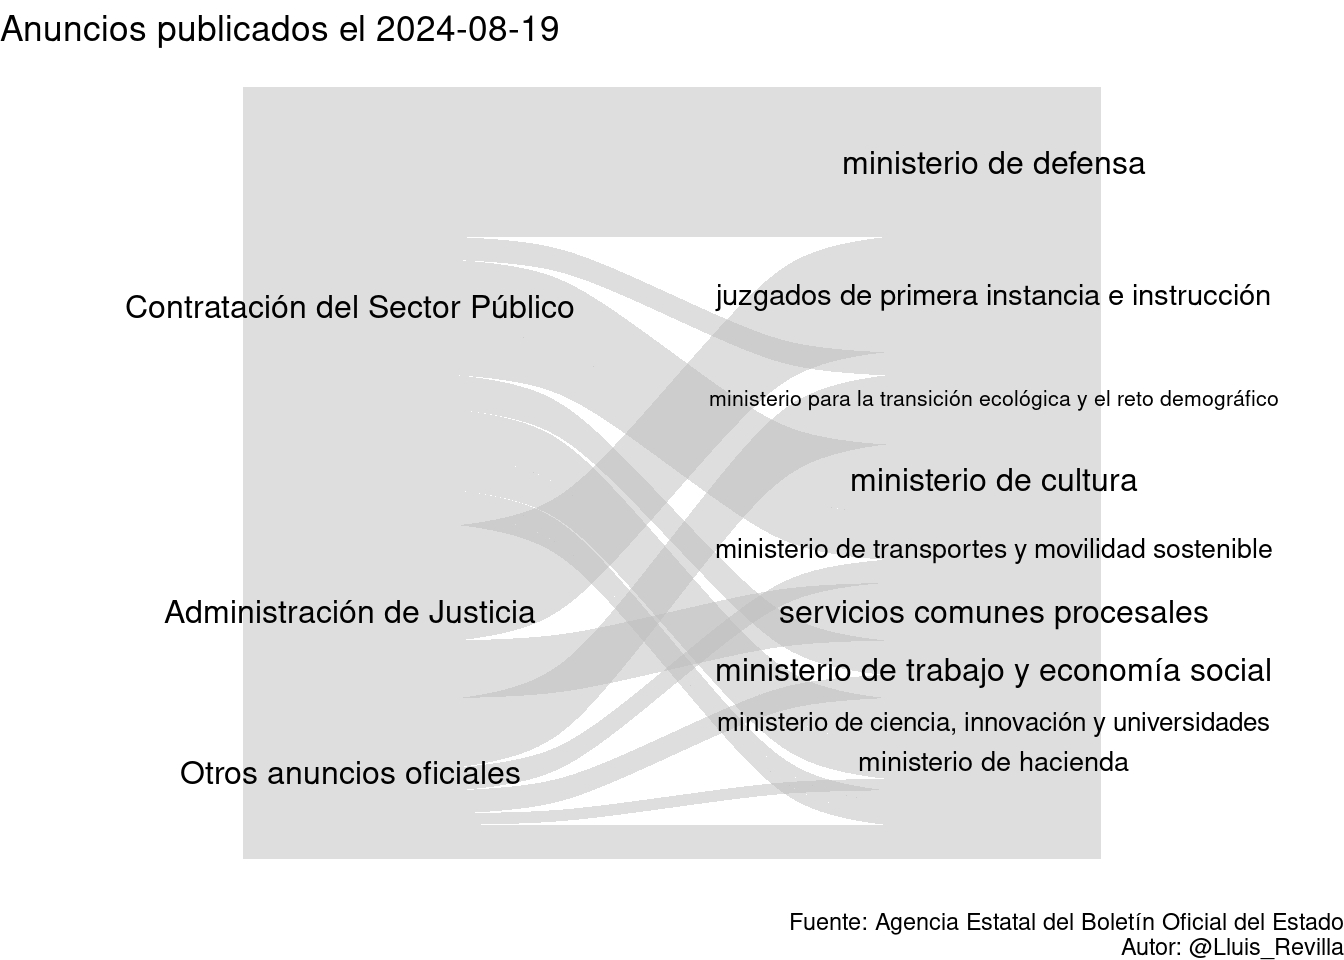 Anuncios publicados el 2024-08-19
ministerio de defensa
juzgados de primera instancia e instrucción
Contratación del Sector Público
ministerio para la transición ecológica y el reto demográfico
ministerio de cultura
ministerio de transportes y movilidad sostenible
Administración de Justicia
servicios comunes procesales
ministerio de trabajo y economía social
ministerio de ciencia, innovación y universidades
ministerio de hacienda
Otros anuncios oficiales
Fuente: Agencia Estatal del Boletín Oficial del Estado
Autor: @Lluis_Revilla